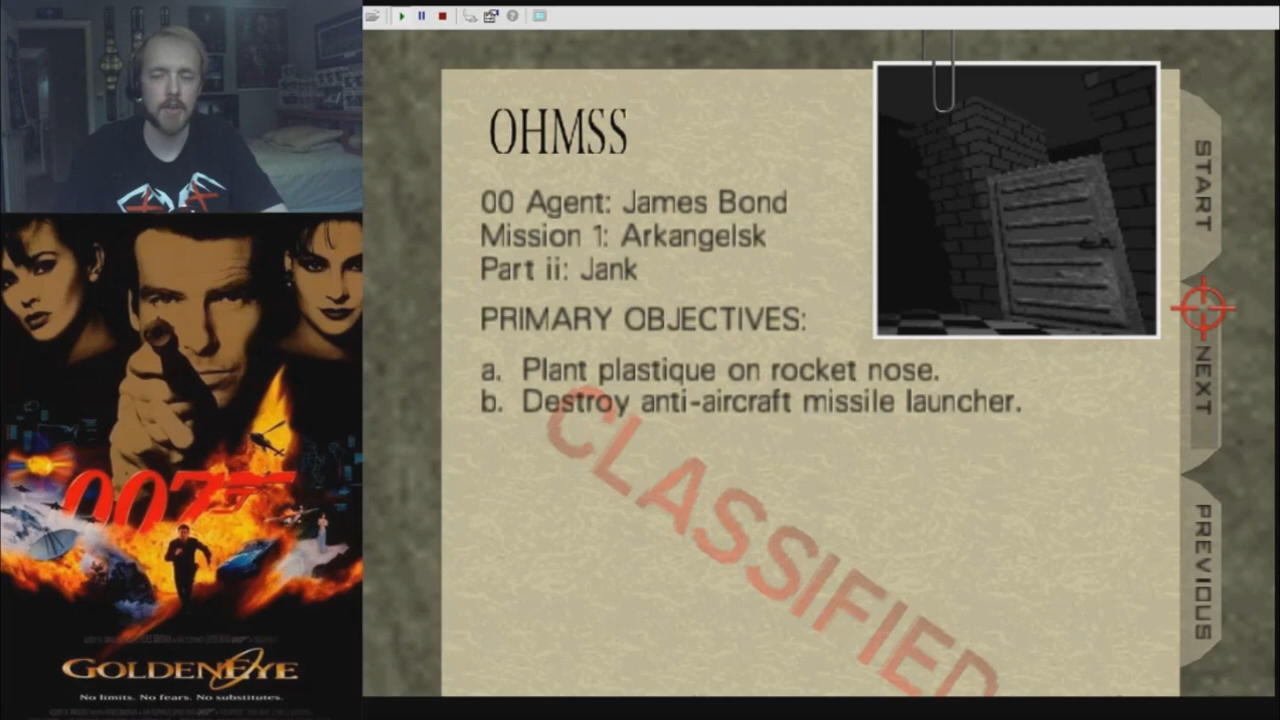 OHMSS
00 Agent: James Bond
Mission 1: Arkangelsk
Part ii: Jank
PRIMARY OBJECTIVES:
a. Plant plastique on rocket nose.
b. Destroy anti-aircraft missile launcher.
CLASSIFIED
START
NEXT
PREVIOUS
007
GOLDENEYE
No limits. No fears. No substitutes.